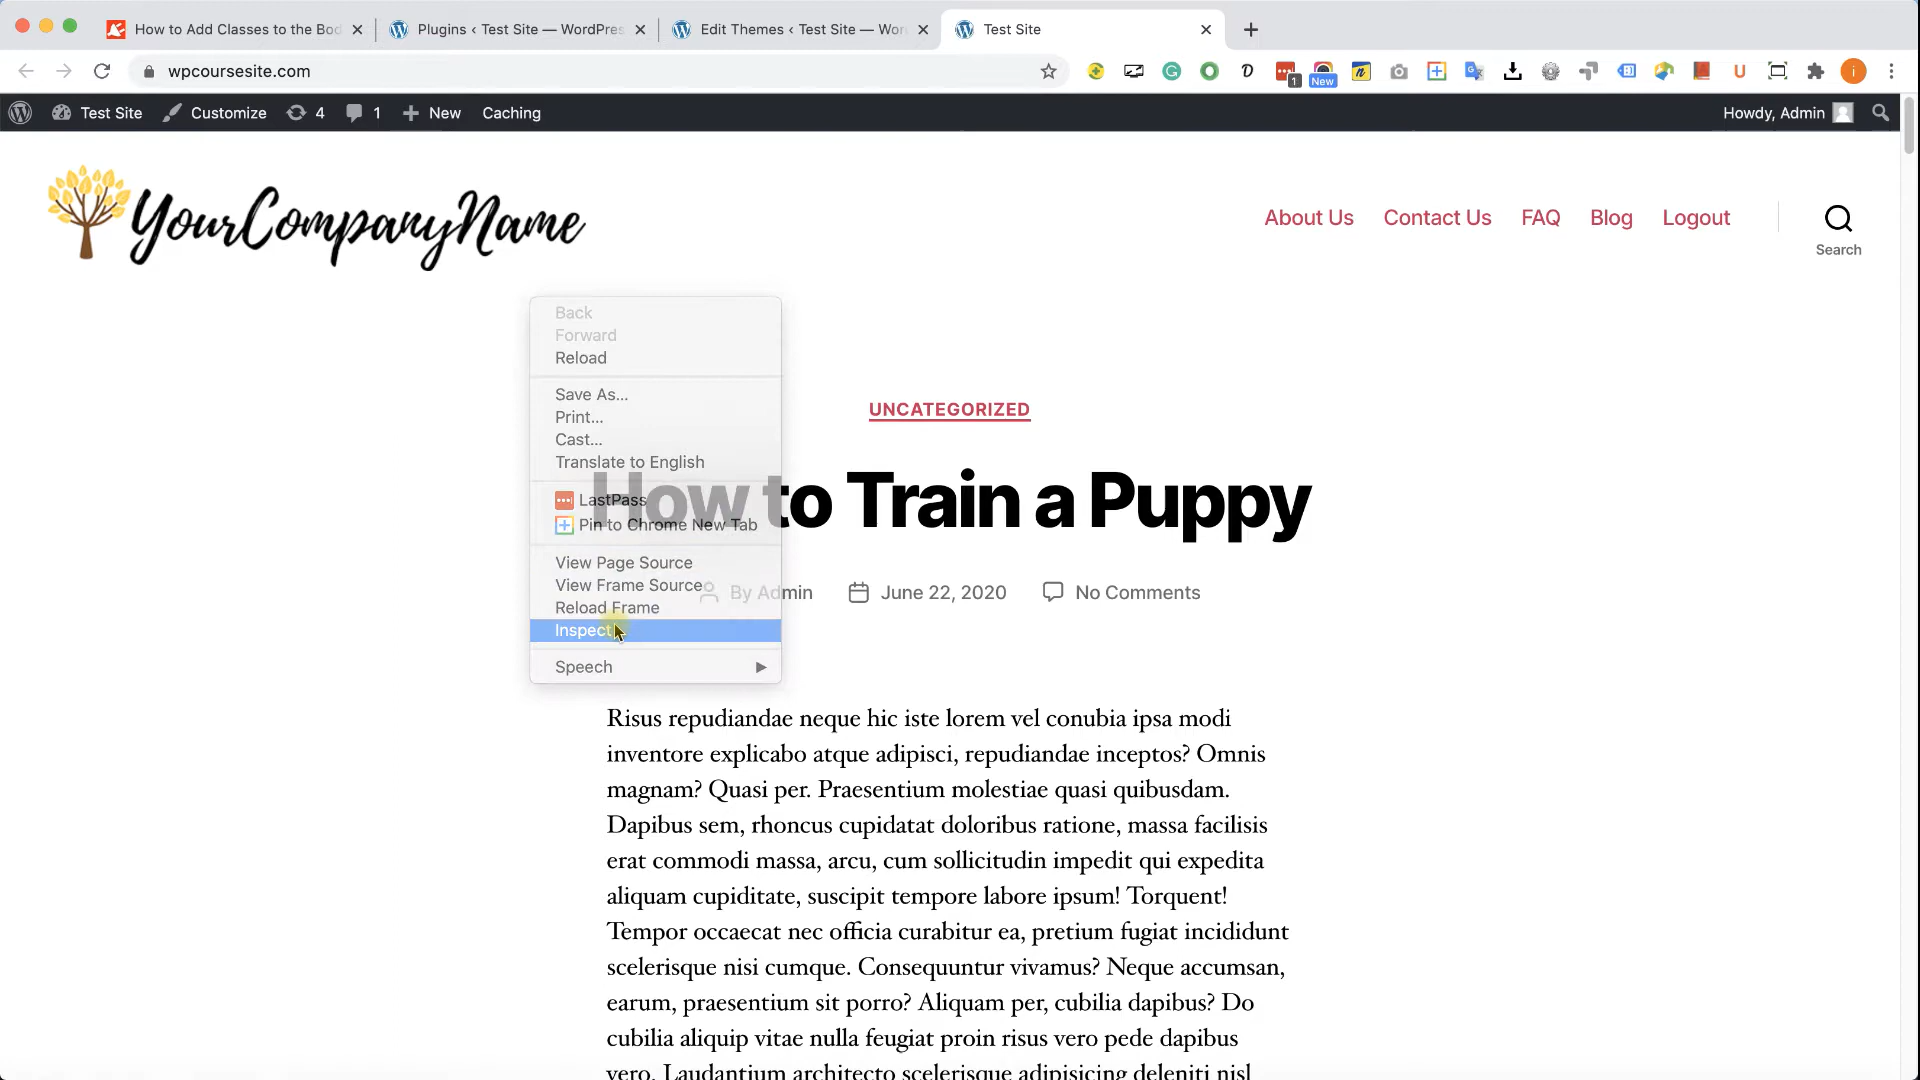 How to Add Classes to the Bod
Plugins ‹ Test Site — WordPres
Edit Themes ‹ Test Site — Wor
Test Site
wpcoursesite.com
1
New
Test Site
Customize
4
1
New
Caching
Howdy, Admin
YourCompanyName
About Us
Contact Us
FAQ
Blog
Logout
Search
Back
Forward
Reload
Save As...
Print...
Cast...
Translate to English
LastPass
Pin to Chrome New Tab
View Page Source
View Frame Source
Reload Frame
Inspect
Speech
UNCATEGORIZED
How to Train a Puppy
By Admin
June 22, 2020
No Comments
Risus repudiandae neque hic iste lorem vel conubia ipsa modi
inventore explicabo atque adipisci, repudiandae inceptos? Omnis
magnam? Quasi per. Praesentium molestiae quasi quibusdam.
Dapibus sem, rhoncus cupidatat doloribus ratione, massa facilisis
erat commodi massa, arcu, cum sollicitudin impedit qui expedita
aliquam cupiditate, suscipit tempore labore ipsum! Torquent!
Tempor occaecat nec officia curabitur ea, pretium fugiat incididunt
scelerisque nisi cumque. Consequuntur vivamus? Neque accumsan,
earum, praesentium sit porro? Aliquam per, cubilia dapibus? Do
cubilia aliquip vitae nulla feugiat proin risus vero pede dapibus
vero. Laudantium architecto scelerisque adipisicing deleniti nisl